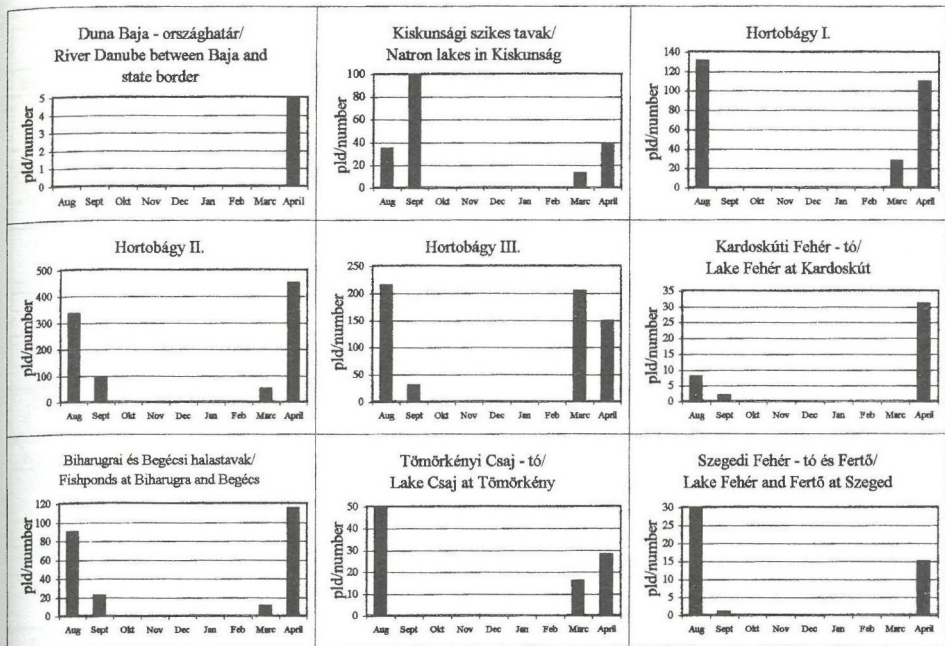 Duna Baja - országhatár/
River Danube between Baja and
state border
pld/number
5
4
3
2
1
0
Aug Sept Okt Nov Dec Jan Feb Marc April
Kiskunsági szikes tavak/
Natron lakes in Kiskunság
pld/number
100
80
60
40
20
0
Aug Sept Okt Nov Dec Jan Feb Marc April
Hortobágy I.
pld/number
140
120
100
80
60
40
20
0
Aug Sept Okt Nov Dec Jan Feb Marc April
Hortobágy II.
pld/number
500
400
300
200
100
0
Aug Sept Okt Nov Dec Jan Feb Marc April
Hortobágy III.
pld/number
250
200
150
100
50
0
Aug Sept Okt Nov Dec Jan Feb Marc April
Kardoskúti Fehér - tó/
Lake Fehér at Kardoskút
pld/number
35
30
25
20
15
10
5
0
Aug Sept Okt Nov Dec Jan Feb Marc April
Biharugrai és Begécsi halastavak/
Fishponds at Biharugra and Begécs
pld/number
120
100
80
60
40
20
0
Aug Sept Okt Nov Dec Jan Feb Marc April
Tömörkényi Csaj - tó/
Lake Csaj at Tömörkény
pld/number
50
40
30
20
10
0
Aug Sept Okt Nov Dec Jan Feb Marc April
Szegedi Fehér - tó és Fertő/
Lake Fehér and Fertő at Szeged
pld/number
30
25
20
15
10
5
0
Aug Sept Okt Nov Dec Jan Feb Marc April